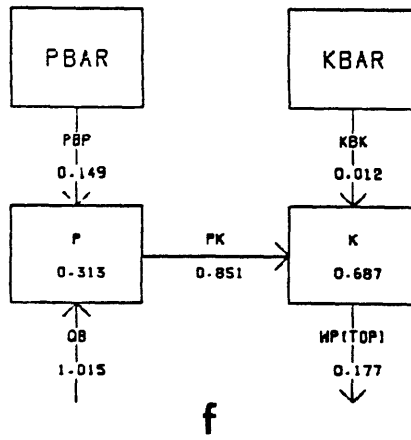 PBAR
KBAR
PBP
0.149
KBK
0.012
P
0.313
PK
0.851
K
0.687
QB
1.015
WP(TOP)
0.177
f